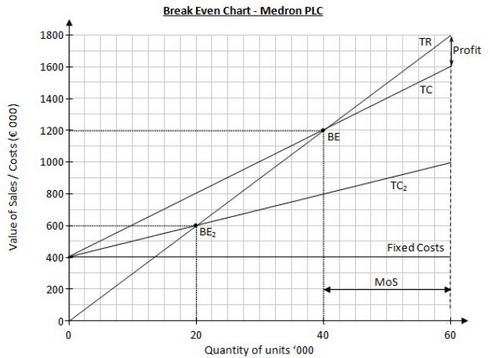 Break Even Chart - Medron PLC
Value of Sales / Costs (€ '000)
1800
1600
1400
1200
1000
800
600
400
200
0
TR
Profit
TC
BE
TC2
BE2
Fixed Costs
MoS
0
20
40
60
Quantity of units '000